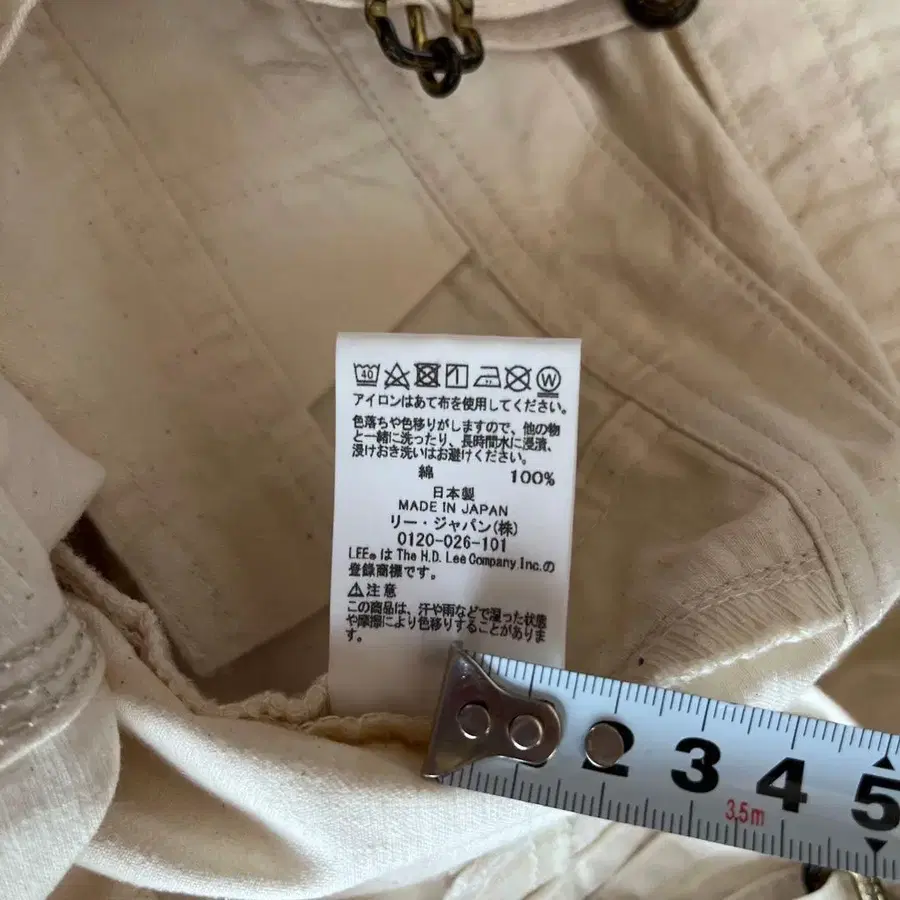 40
アイロンはあて布を使用してください。
色落ちや色移りがしますので、他の物
と一緒に洗ったり、長時間水に浸漬、
浸けおき洗いはお避けください。
綿 100%
日本製
MADE IN JAPAN
リー・ジャパン(株)
0120-026-101
LEE® は The H.D. Lee Company,Inc.の
登録商標です。
⚠注意
この商品は、汗や雨などで湿った状態
や摩擦により色移りすることがありま
す。
2 3 4 5
3.5m